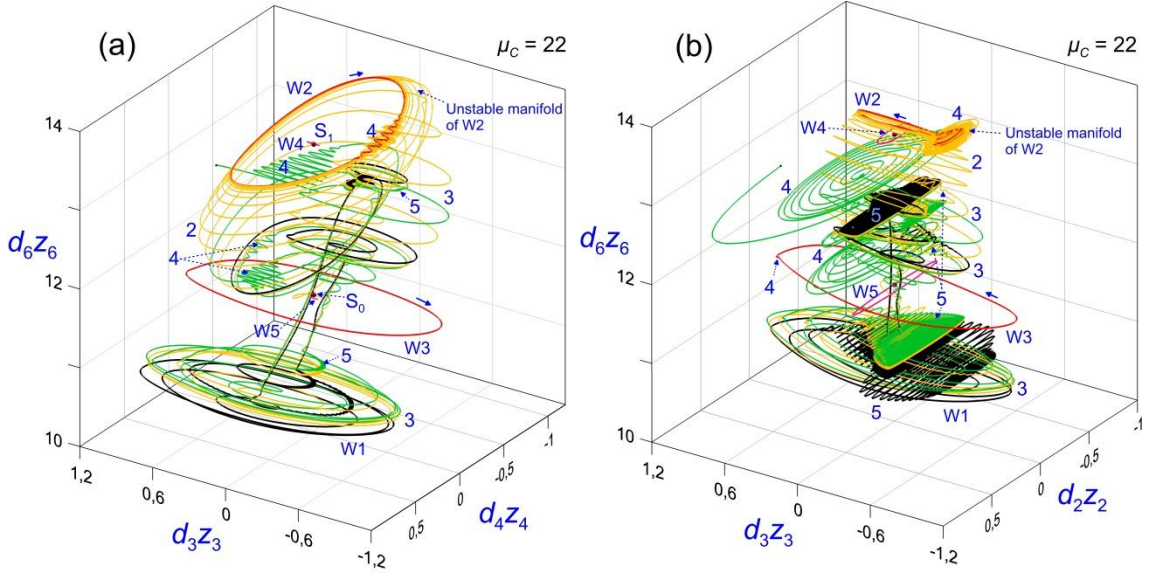 (a)
μC = 22
W2
Unstable manifold
of W2
14
S1
4
W4
4
3
5
2
d6z6
12
4
S0
W5
W3
5
3
W1
10
1,2
0,6
0
-0,6
-1,2
d3z3
0,5
0
-0,5
-1
d4z4
(b)
μC = 22
14
W2
4
W4
Unstable manifold
of W2
2
4
3
5
5
d6z6
12
4
3
4
W5
5
W3
5
3
W1
10
1,2
0,6
0
-0,6
-1,2
d3z3
0,5
0
-0,5
-1
d2z2